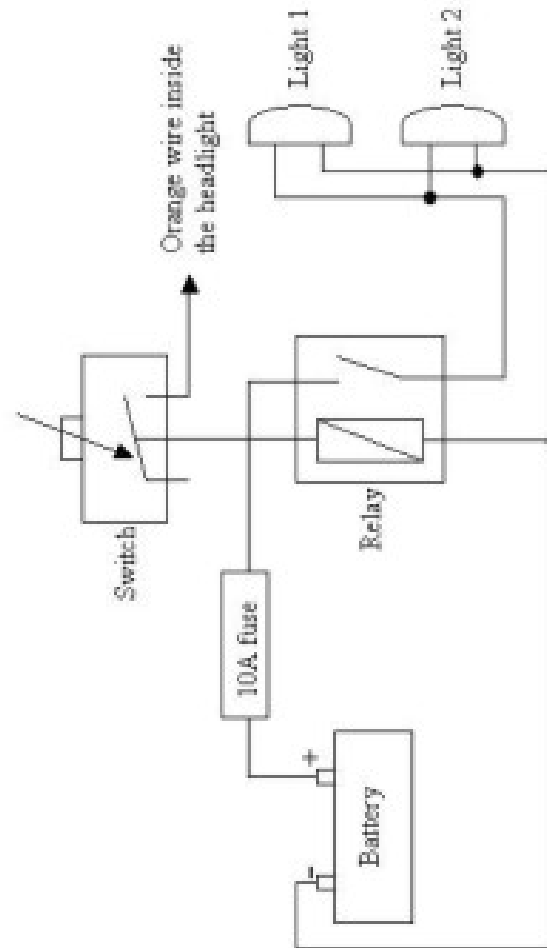 Orange wire inside
the headlight
Light 1
Light 2
Switch
Relay
10A fuse
+
-
Battery